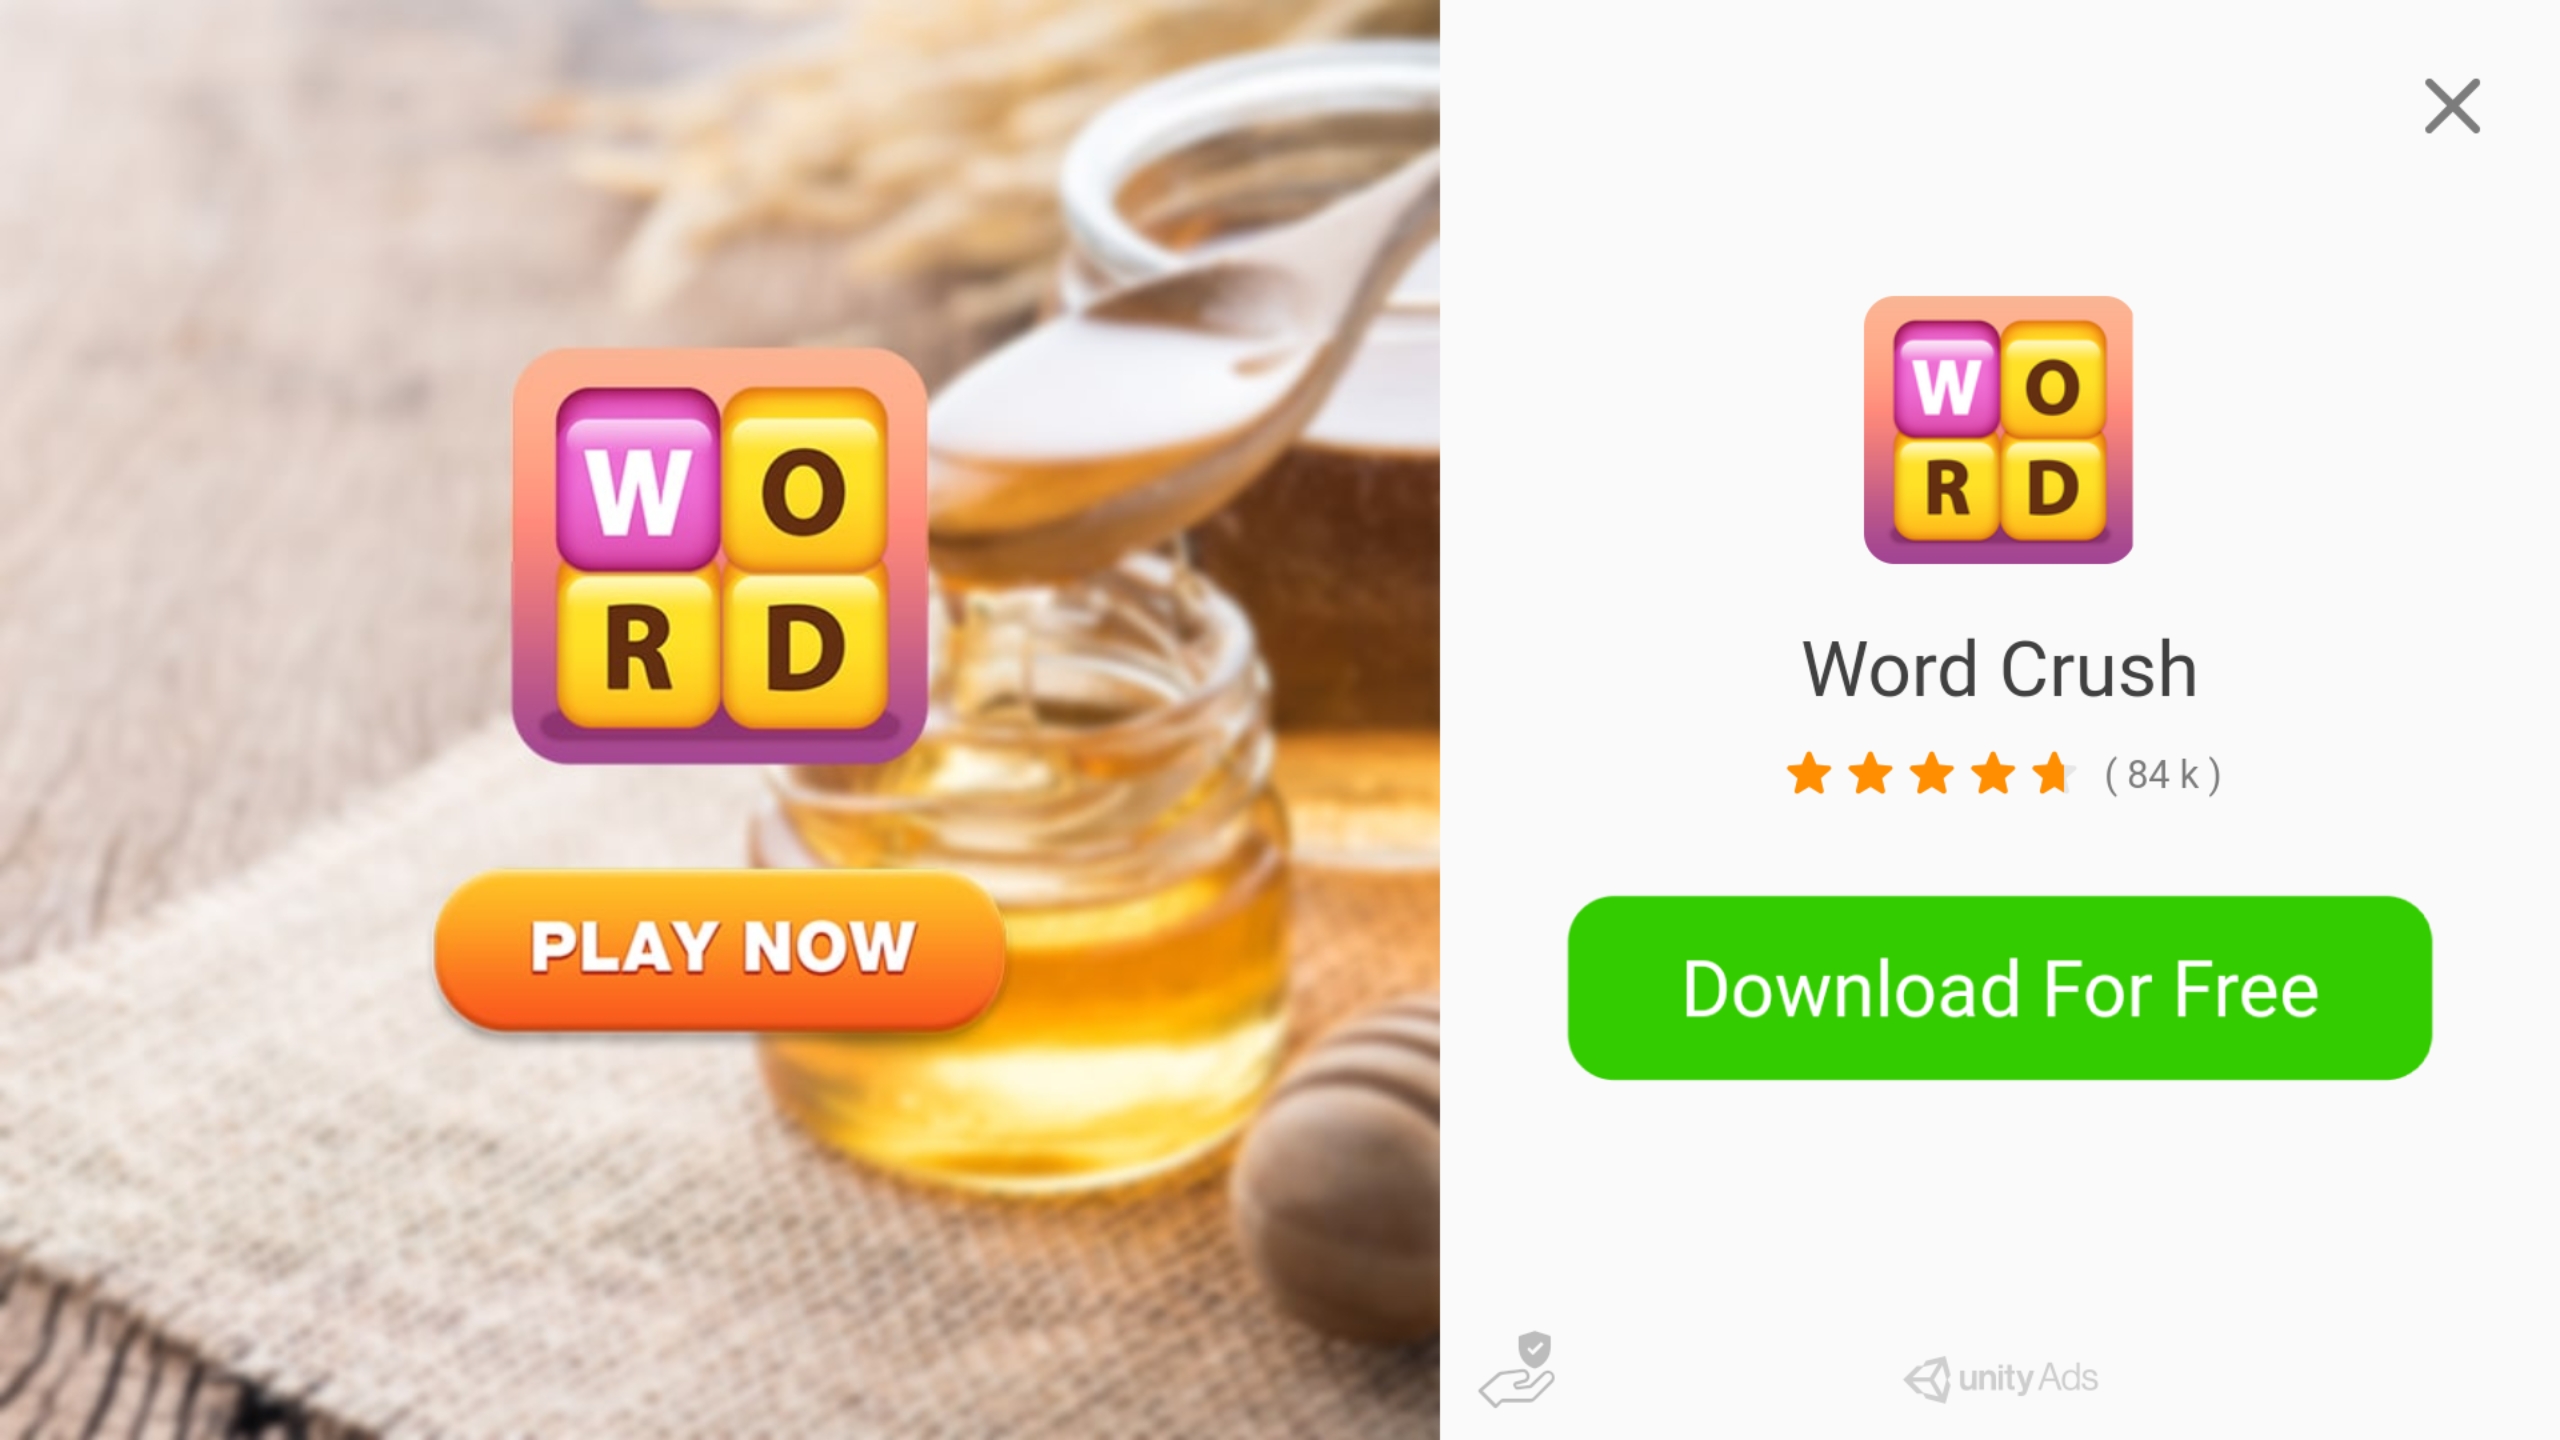 W O
R D
PLAY NOW
W O
R D
Word Crush
( 84 k )
Download For Free
unity Ads